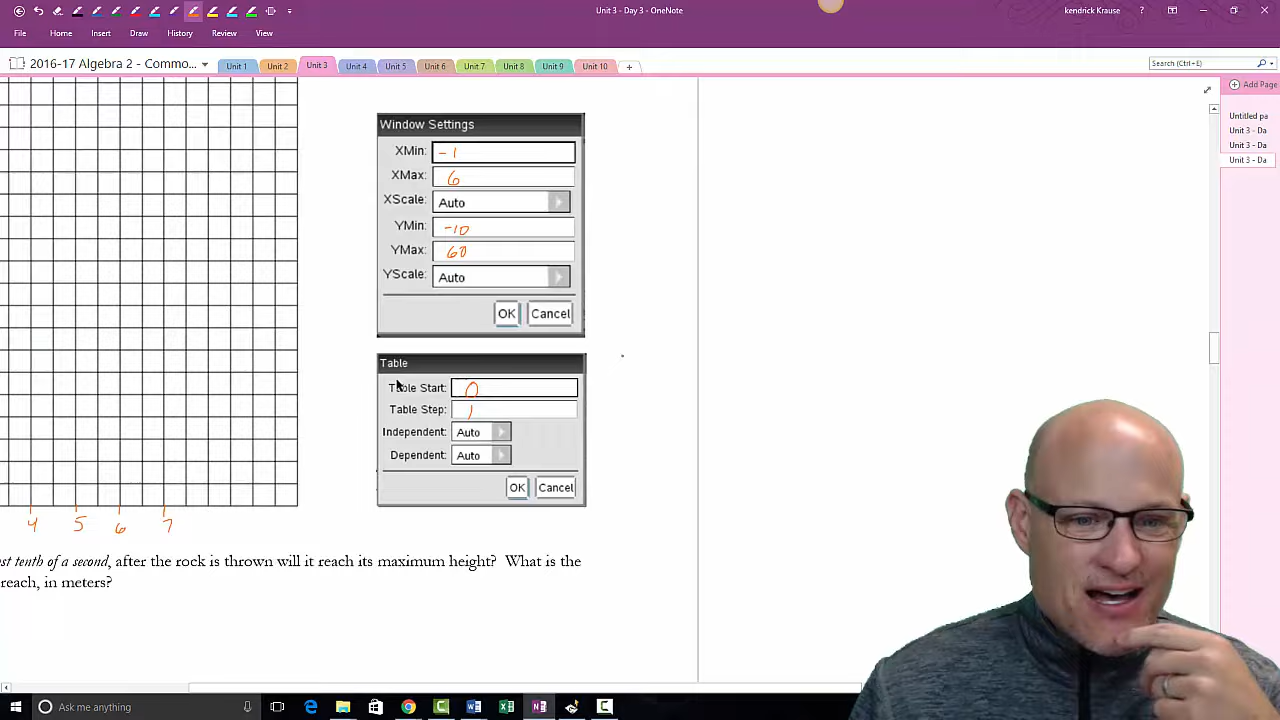 Unit 3 - Day 3 - OneNote
kendrick Krause
?
File Home Insert Draw History Review View
2016-17 Algebra 2 - Commo...
Unit 1 Unit 2 Unit 3 Unit 4 Unit 5 Unit 6 Unit 7 Unit 8 Unit 9 Unit 10 +
Search (Ctrl+E)
Add Page
Untitled pa
Unit 3 - Da
Unit 3 - Da
Unit 3 - Da
Window Settings
XMin: -1
XMax: 6
XScale: Auto
YMin: -10
YMax: 60
YScale: Auto
OK Cancel
Table
Table Start: 0
Table Step: 1
Independent: Auto
Dependent: Auto
OK Cancel
4 5 6 7
st tenth of a second, after the rock is thrown will it reach its maximum height? What is the
reach, in meters?
Ask me anything